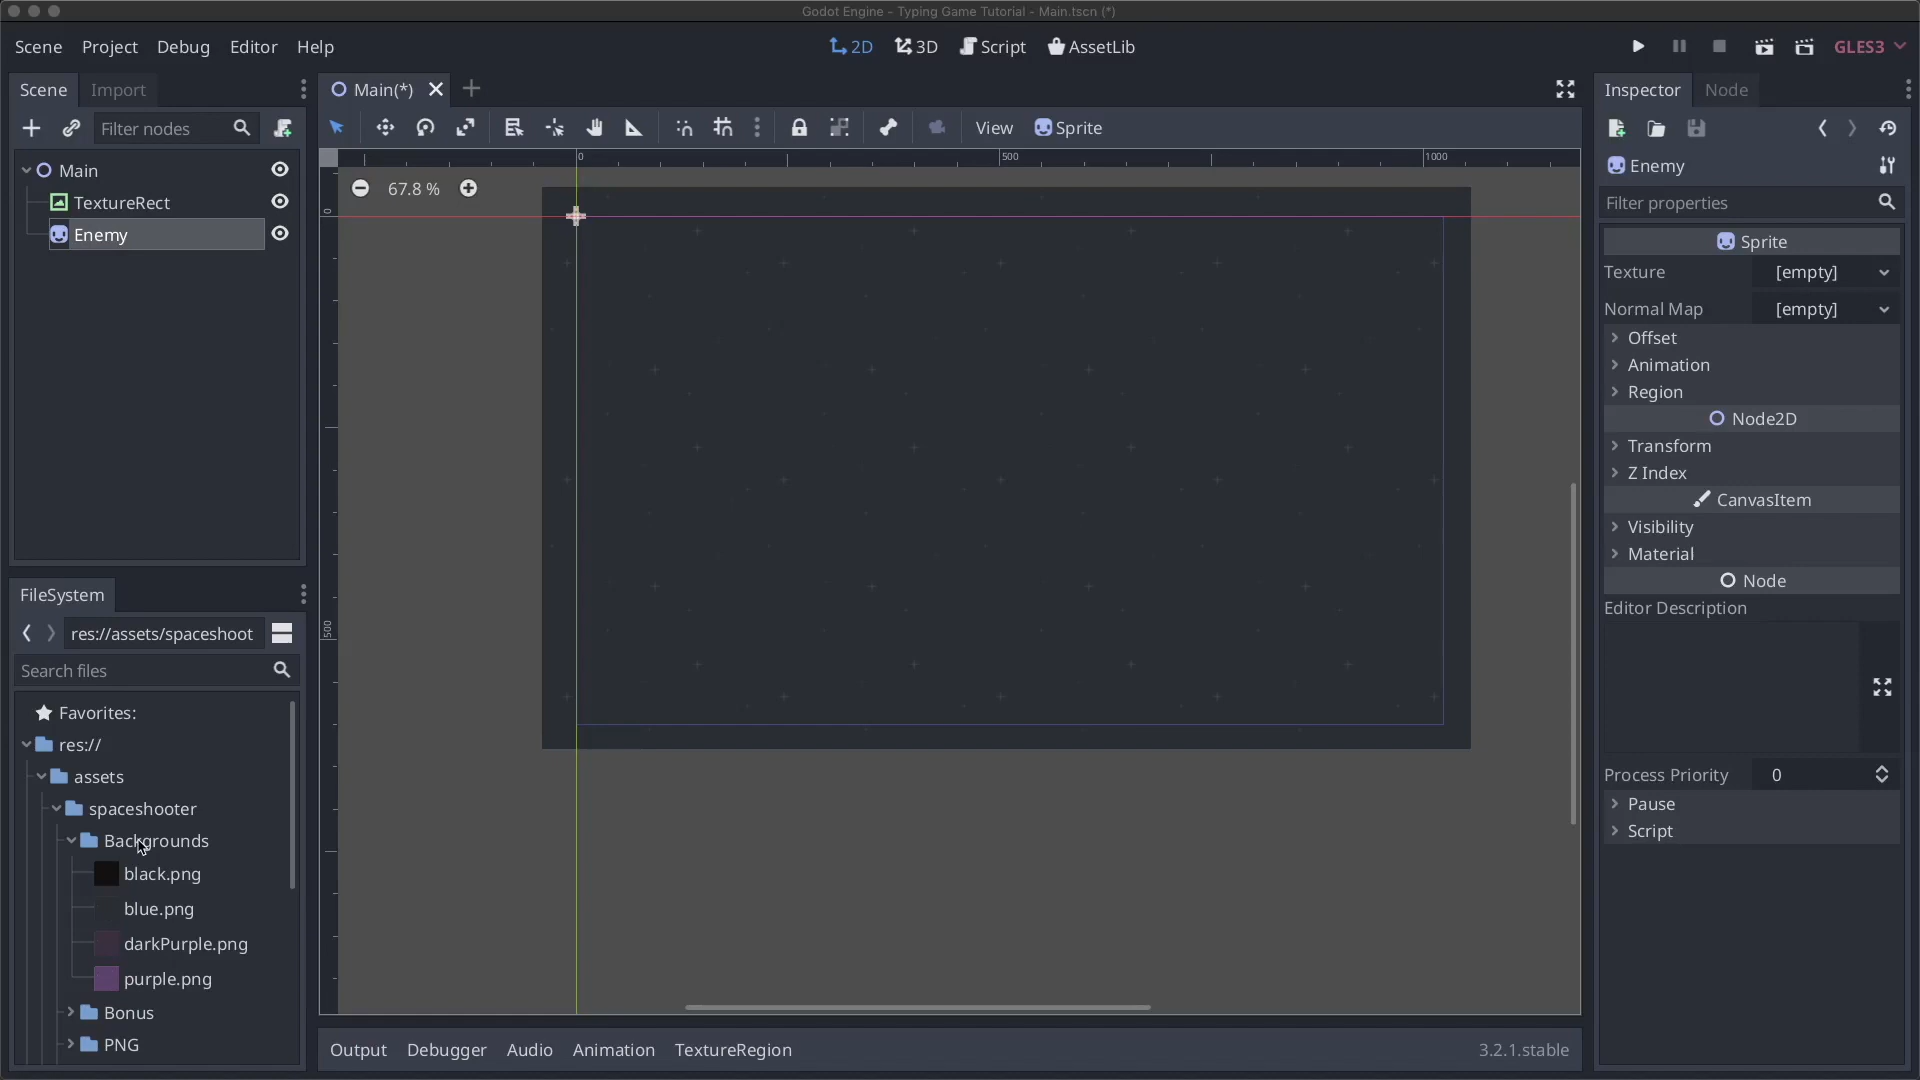 Godot Engine - Typing Game Tutorial - Main.tscn (*)
Scene Project Debug Editor Help
2D 3D Script AssetLib
GLES3
Scene Import
Filter nodes
Main
TextureRect
Enemy
Main(*)
View Sprite
0 500 1000
67.8 %
0
500
Inspector Node
Enemy
Filter properties
Sprite
Texture [empty]
Normal Map [empty]
Offset
Animation
Region
Node2D
Transform
Z Index
CanvasItem
Visibility
Material
Node
Editor Description
Process Priority 0
Pause
Script
FileSystem
res://assets/spaceshoot
Search files
Favorites:
res://
assets
spaceshooter
Backgrounds
black.png
blue.png
darkPurple.png
purple.png
Bonus
PNG
Output Debugger Audio Animation TextureRegion
3.2.1.stable